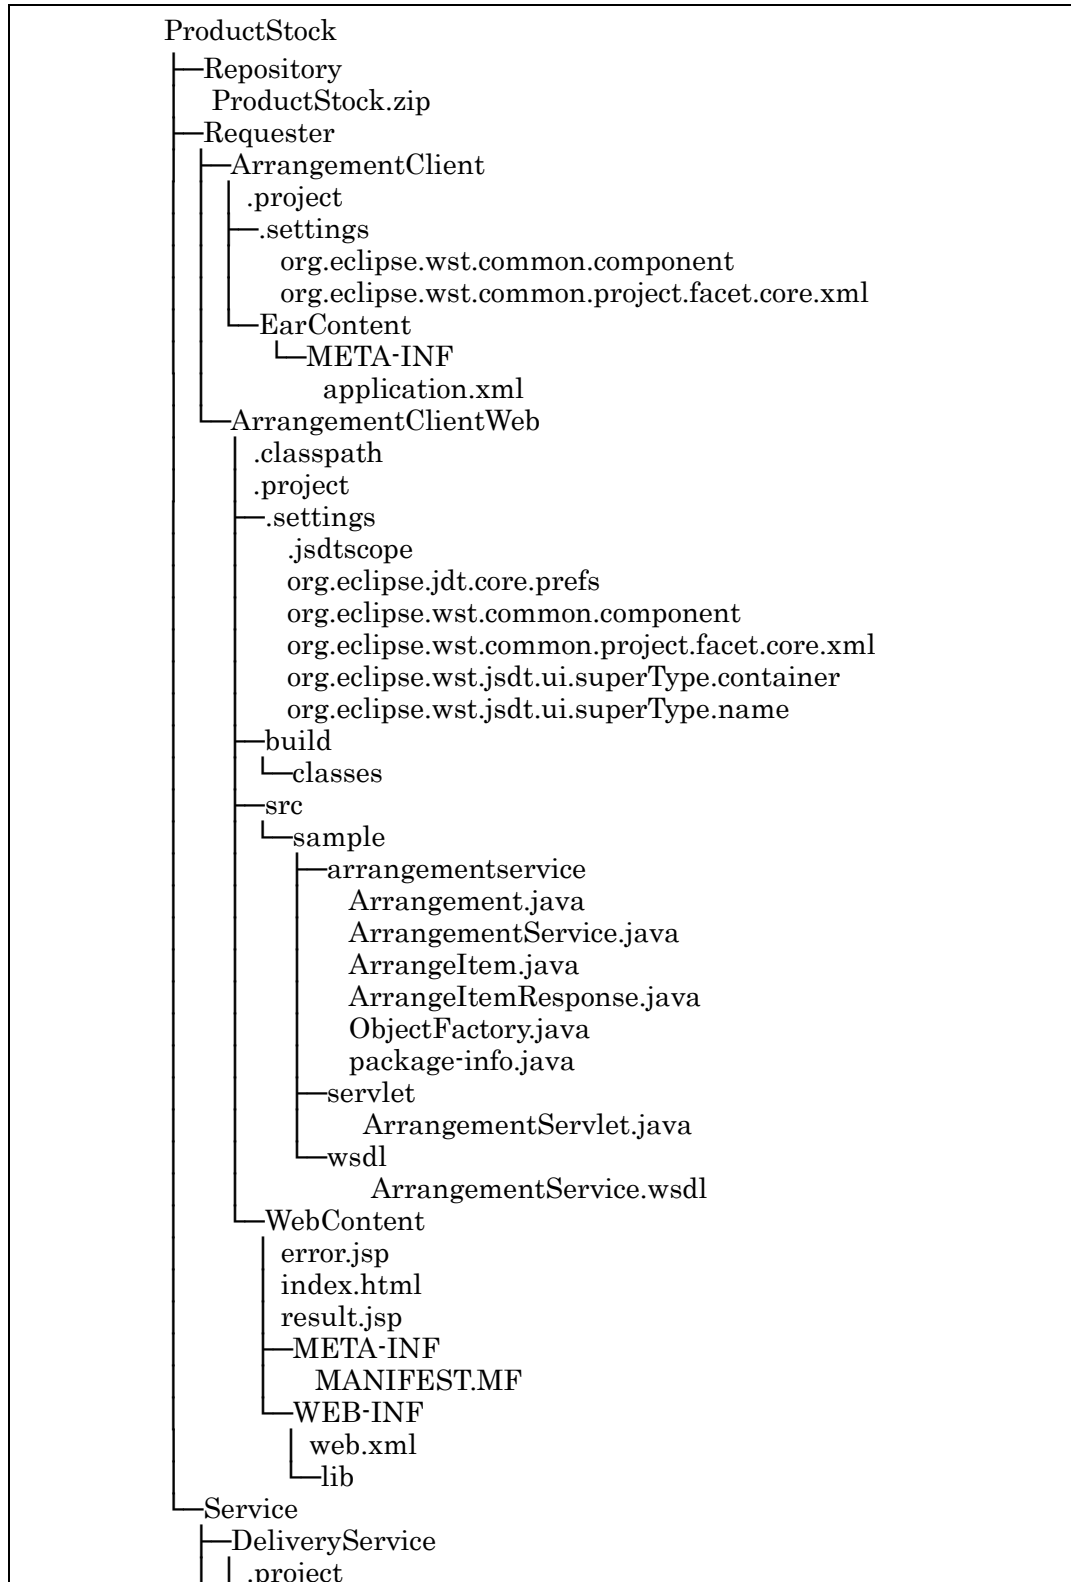 ProductStock
Repository
ProductStock.zip
Requester
ArrangementClient
.project
.settings
org.eclipse.wst.common.component
org.eclipse.wst.common.project.facet.core.xml
EarContent
META-INF
application.xml
ArrangementClientWeb
.classpath
.project
.settings
.jsdtscope
org.eclipse.jdt.core.prefs
org.eclipse.wst.common.component
org.eclipse.wst.common.project.facet.core.xml
org.eclipse.wst.jsdt.ui.superType.container
org.eclipse.wst.jsdt.ui.superType.name
build
classes
src
sample
arrangementservice
Arrangement.java
ArrangementService.java
ArrangeItem.java
ArrangeItemResponse.java
ObjectFactory.java
package-info.java
servlet
ArrangementServlet.java
wsdl
ArrangementService.wsdl
WebContent
error.jsp
index.html
result.jsp
META-INF
MANIFEST.MF
WEB-INF
web.xml
lib
Service
DeliveryService
.project